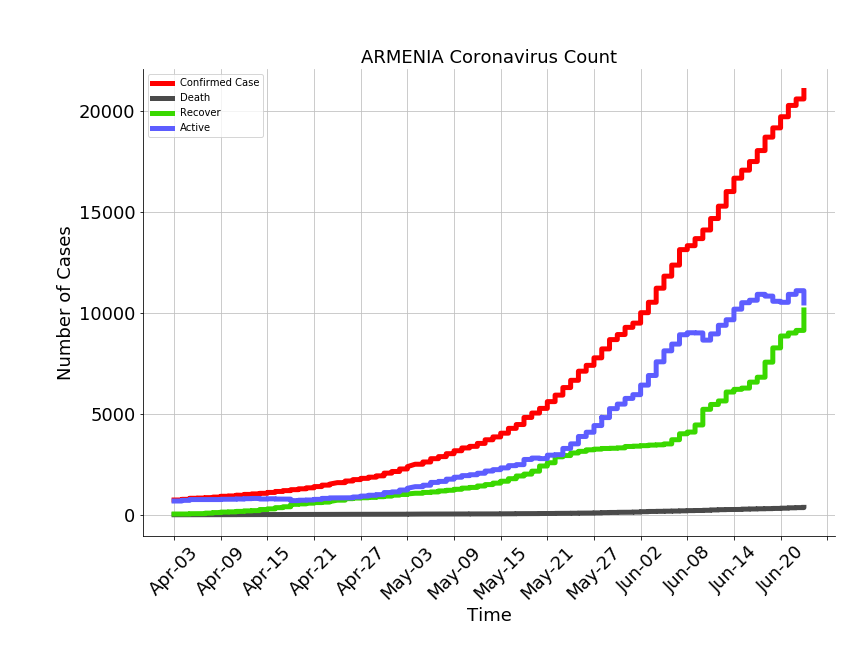 ARMENIA Coronavirus Count
Confirmed Case
Death
Recover
Active
20000
15000
10000
5000
0
Number of Cases
Apr-03
Apr-09
Apr-15
Apr-21
Apr-27
May-03
May-09
May-15
May-21
May-27
Jun-02
Jun-08
Jun-14
Jun-20
Time